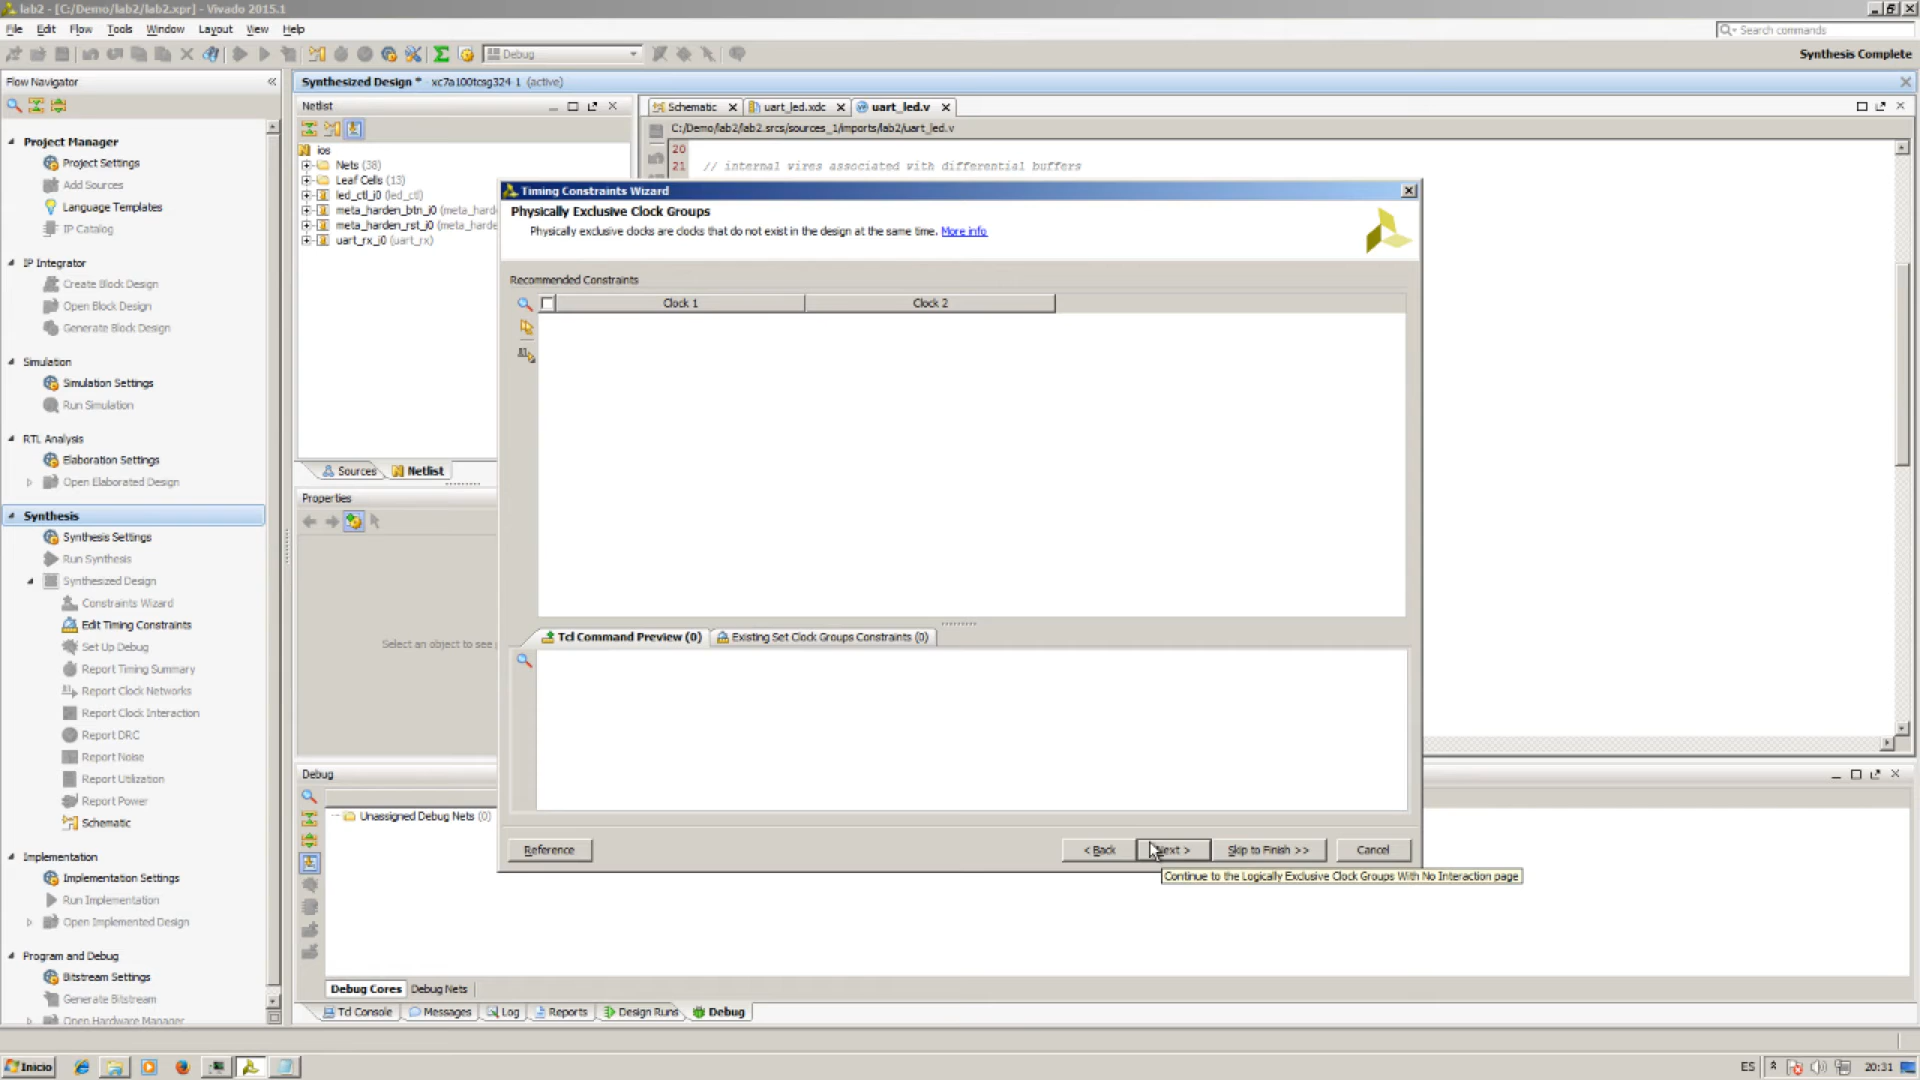 lab2 - [C:/Demo/lab2/lab2.xpr] - Vivado 2015.1
File Edit Flow Tools Window Layout View Help
Search commands
Debug
Synthesis Complete
Flow Navigator
Project Manager
Project Settings
Add Sources
Language Templates
IP Catalog
IP Integrator
Create Block Design
Open Block Design
Generate Block Design
Simulation
Simulation Settings
Run Simulation
RTL Analysis
Elaboration Settings
Open Elaborated Design
Synthesis
Synthesis Settings
Run Synthesis
Synthesized Design
Constraints Wizard
Edit Timing Constraints
Set Up Debug
Report Timing Summary
Report Clock Networks
Report Clock Interaction
Report DRC
Report Noise
Report Utilization
Report Power
Schematic
Implementation
Implementation Settings
Run Implementation
Open Implemented Design
Program and Debug
Bitstream Settings
Generate Bitstream
Open Hardware Manager
Synthesized Design * xc7a100tcsg324-1 (active)
Netlist
ios
Nets (38)
Leaf Cells (13)
led_ctl_i0 (led_ctl)
meta_harden_btn_i0 (meta_harde
meta_harden_rst_i0 (meta_harde
uart_rx_i0 (uart_rx)
Sources Netlist
Properties
Select an object to see
Schematic uart_led.xdc uart_led.v
C:/Demo/lab2/lab2.srcs/sources_1/imports/lab2/uart_led.v
20
21 // internal wires associated with differential buffers
Timing Constraints Wizard
Physically Exclusive Clock Groups
Physically exclusive clocks are clocks that do not exist in the design at the same time. More info
Recommended Constraints
Clock 1 Clock 2
Tcl Command Preview (0) Existing Set Clock Groups Constraints (0)
Reference < Back Next > Skip to Finish >> Cancel
Continue to the Logically Exclusive Clock Groups With No Interaction page
Debug
Unassigned Debug Nets (0)
Debug Cores Debug Nets
Tcl Console Messages Log Reports Design Runs Debug
Inicio
ES 20:31